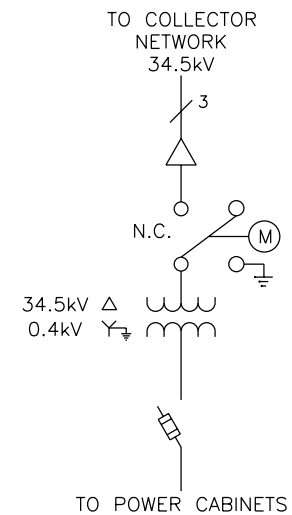 TO COLLECTOR
NETWORK
34.5kV
3
N.C.
M
34.5kV
0.4kV
TO POWER CABINETS